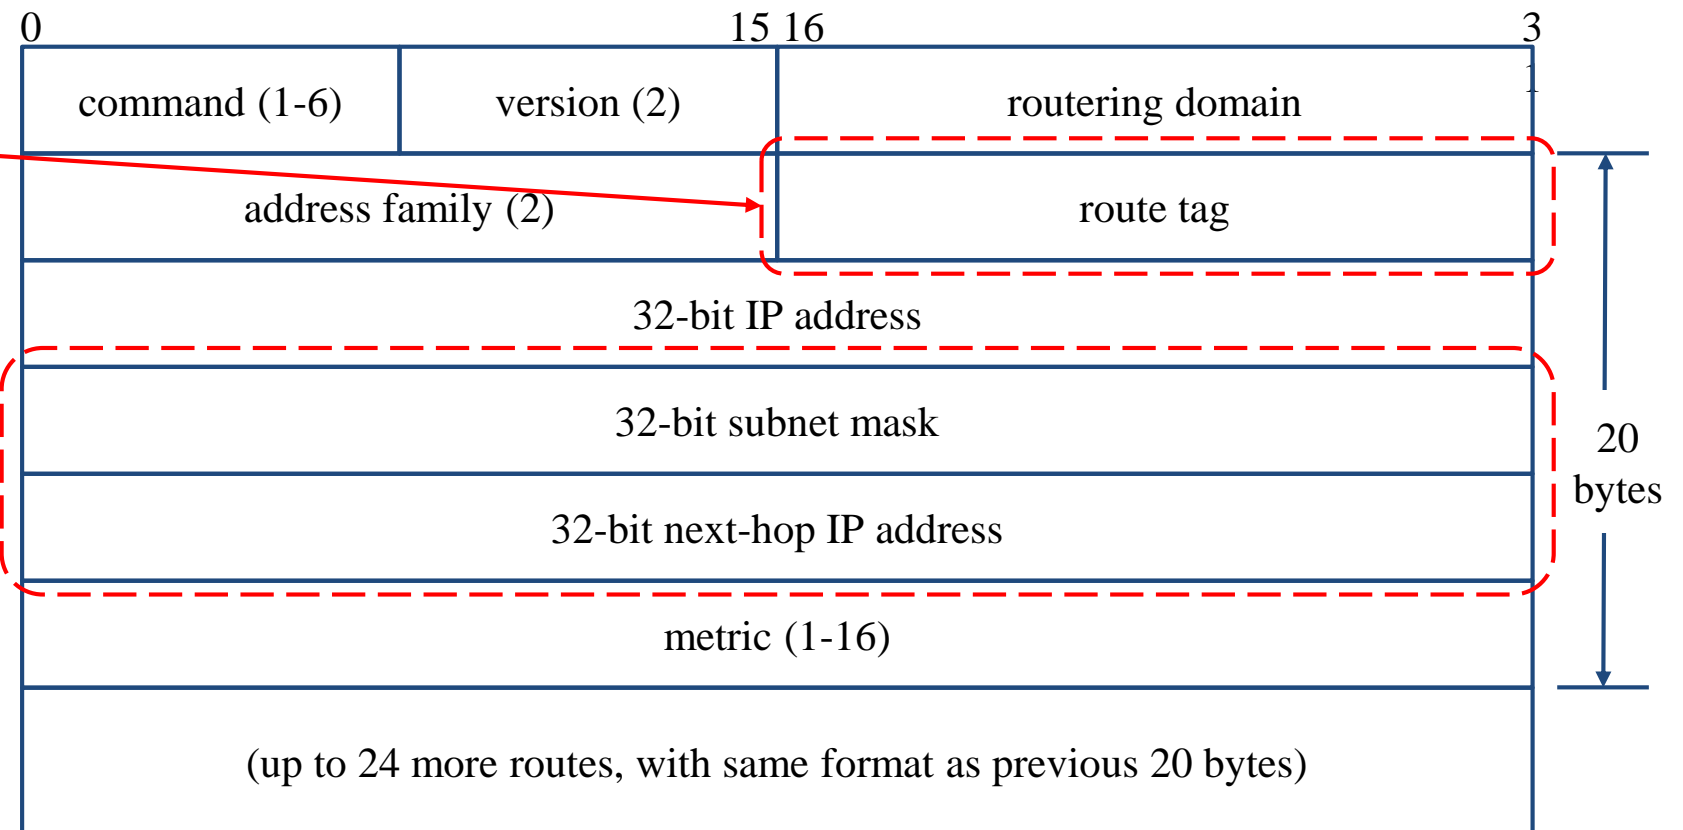 0 15 16 3
1
command (1-6) version (2) routering domain
address family (2) route tag
32-bit IP address
32-bit subnet mask
20
bytes
32-bit next-hop IP address
metric (1-16)
(up to 24 more routes, with same format as previous 20 bytes)